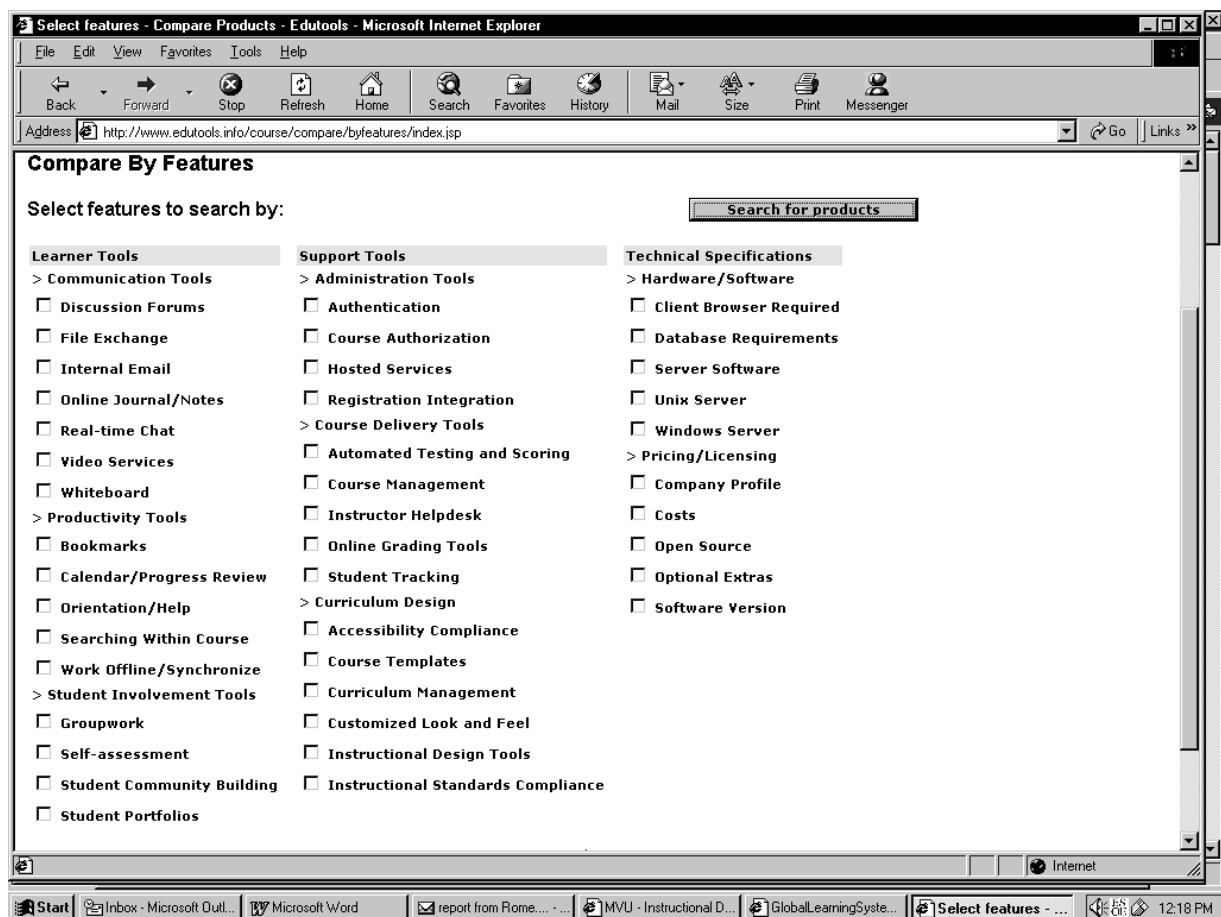 Select features - Compare Products - Edutools - Microsoft Internet Explorer
File Edit View Favorites Tools Help
Back Forward Stop Refresh Home Search Favorites History Mail Size Print Messenger
Address http://www.edutools.info/course/compare/byfeatures/index.jsp Go Links »
Compare By Features
Select features to search by:
Search for products
Learner Tools
> Communication Tools
Discussion Forums
File Exchange
Internal Email
Online Journal/Notes
Real-time Chat
Video Services
Whiteboard
> Productivity Tools
Bookmarks
Calendar/Progress Review
Orientation/Help
Searching Within Course
Work Offline/Synchronize
> Student Involvement Tools
Groupwork
Self-assessment
Student Community Building
Student Portfolios
Support Tools
> Administration Tools
Authentication
Course Authorization
Hosted Services
Registration Integration
> Course Delivery Tools
Automated Testing and Scoring
Course Management
Instructor Helpdesk
Online Grading Tools
Student Tracking
> Curriculum Design
Accessibility Compliance
Course Templates
Curriculum Management
Customized Look and Feel
Instructional Design Tools
Instructional Standards Compliance
Technical Specifications
> Hardware/Software
Client Browser Required
Database Requirements
Server Software
Unix Server
Windows Server
> Pricing/Licensing
Company Profile
Costs
Open Source
Optional Extras
Software Version
Internet
Start Inbox - Microsoft Outl... Microsoft Word report from Rome.... - ... MVU - Instructional D... GlobalLearningSyste... Select features - ... 12:18 PM